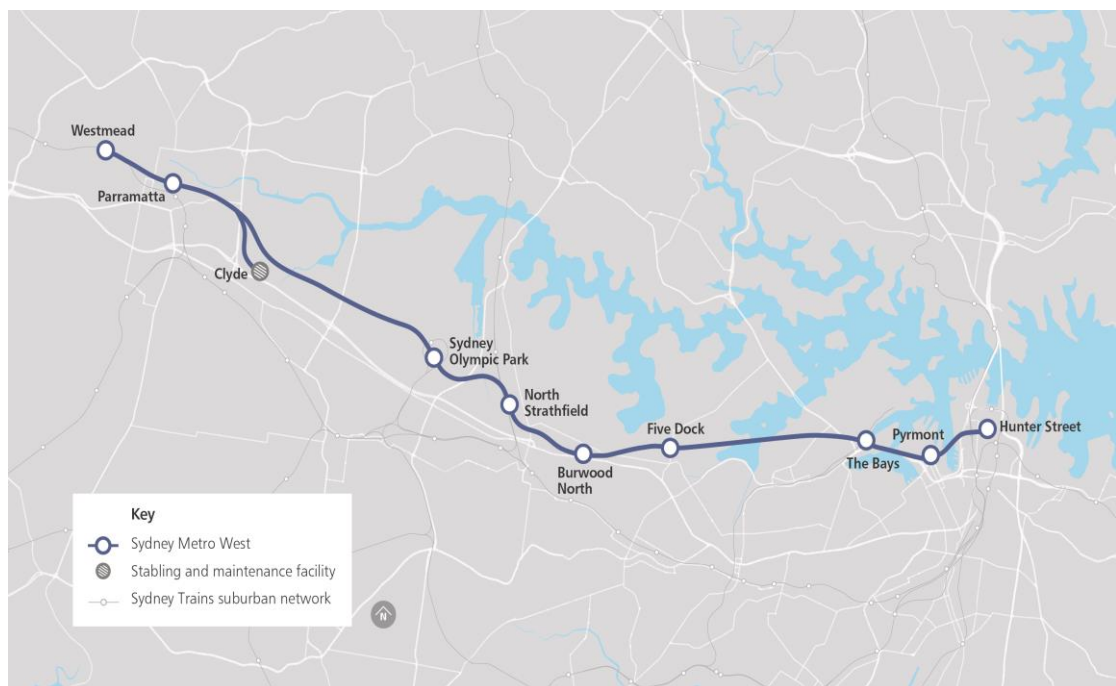 Westmead
Parramatta
Clyde
Sydney
Olympic Park
North
Strathfield
Burwood
North
Five Dock
The Bays
Pyrmont
Hunter Street
Key
Sydney Metro West
Stabling and maintenance facility
Sydney Trains suburban network
N